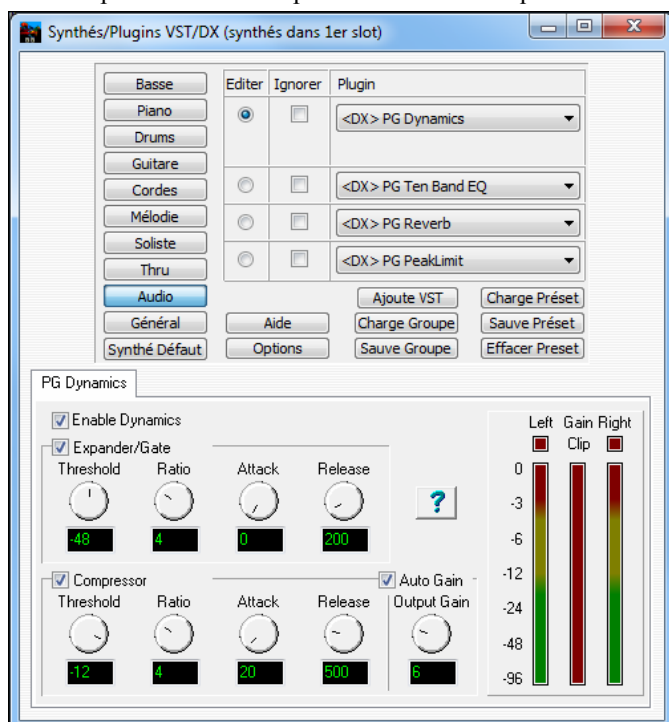 Synthés/Plugins VST/DX (synthés dans 1er slot)
Basse
Piano
Drums
Guitare
Cordes
Mélodie
Soliste
Thru
Audio
Général
Synthé Défaut
Editer Ignorer Plugin
<DX> PG Dynamics
<DX> PG Ten Band EQ
<DX> PG Reverb
<DX> PG PeakLimit
Ajoute VST Charge Préset
Aide Charge Groupe Sauve Préset
Options Sauve Groupe Effacer Preset
PG Dynamics
Enable Dynamics
Expander/Gate
Threshold Ratio Attack Release
?
-48 4 0 200
Compressor Auto Gain
Threshold Ratio Attack Release Output Gain
-12 4 20 500 6
Left Gain Right
Clip
0
-3
-6
-12
-24
-48
-96